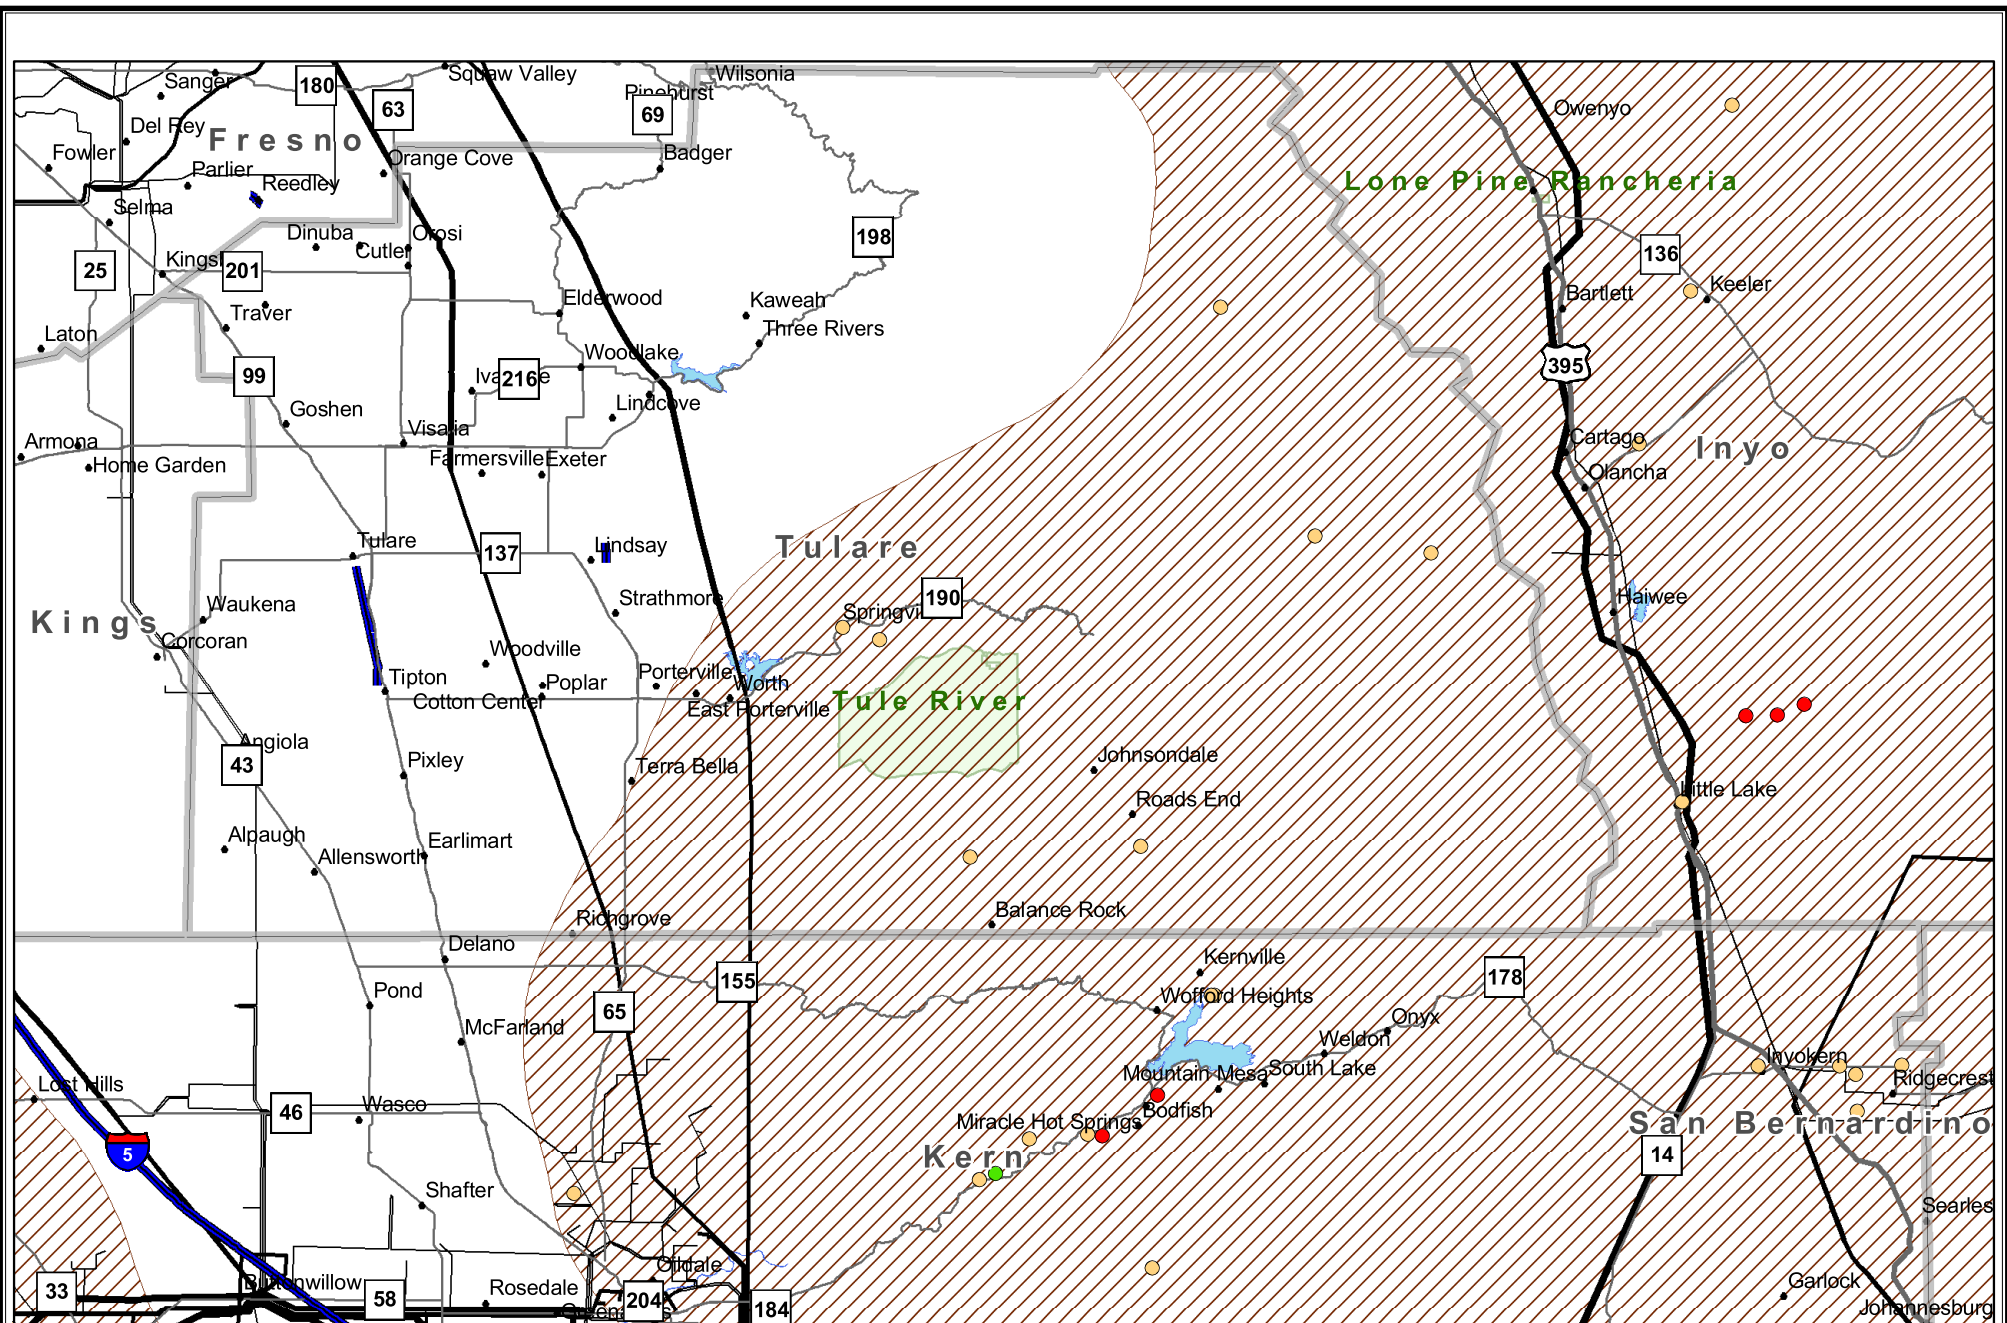 Sanger
180
Squaw Valley
Wilsonia
Pinehurst
63
69
Owenyo
Del Rey
Fresno
Fowler
Orange Cove
Badger
Parlier
Reedley
Lone Pine Rancheria
Selma
Dinuba
Orosi
Cutler
198
136
25
201
Keeler
Traver
Elderwood
Kaweah
Bartlett
Laton
Three Rivers
Woodlake
99
216
395
Goshen
Lindcove
Armona
Visalia
Cartago
Inyo
Home Garden
Farmersville
Exeter
Olancha
Tulare
137
Lindsay
Tulare
190
Haiwee
Waukena
Strathmore
Kings
Corcoran
Woodville
Tipton
Poplar
Porterville
Worth
Cotton Center
East Porterville
Tule River
Angiola
43
Pixley
Terra Bella
Johnsondale
Little Lake
Roads End
Alpaugh
Earlimart
Allensworth
Richgrove
Balance Rock
Delano
Kernville
155
178
Pond
Wofford Heights
65
McFarland
Onyx
Weldon
Invokern
Lost Hills
Mountain Mesa
South Lake
Ridgecrest
46
Wasco
Bodfish
Miracle Hot Springs
San Bernardino
5
Kern
14
Shafter
Searles
Oildale
33
Buttonwillow
58
Rosedale
204
184
Garlock
Johannesburg